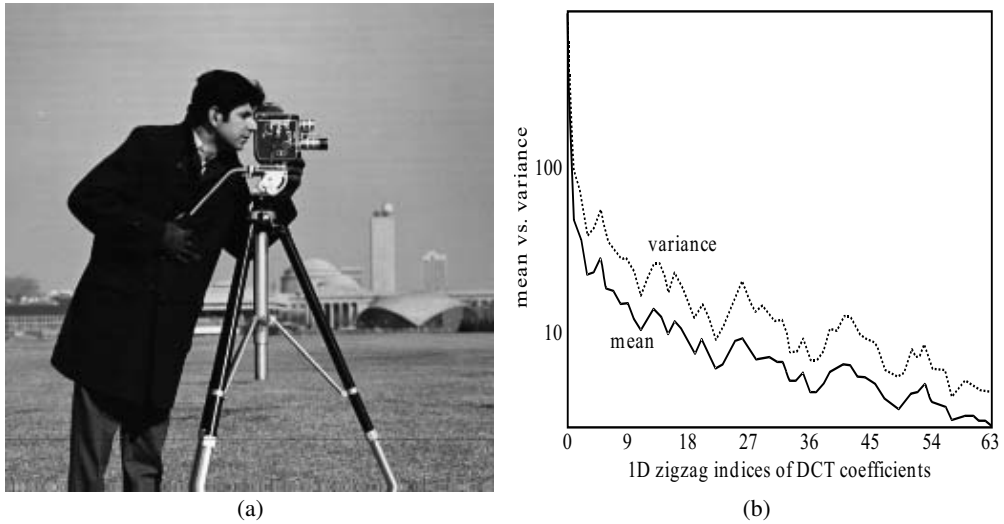 (a)
mean vs. variance
100
10
variance
mean
0 9 18 27 36 45 54 63
1D zigzag indices of DCT coefficients
(b)